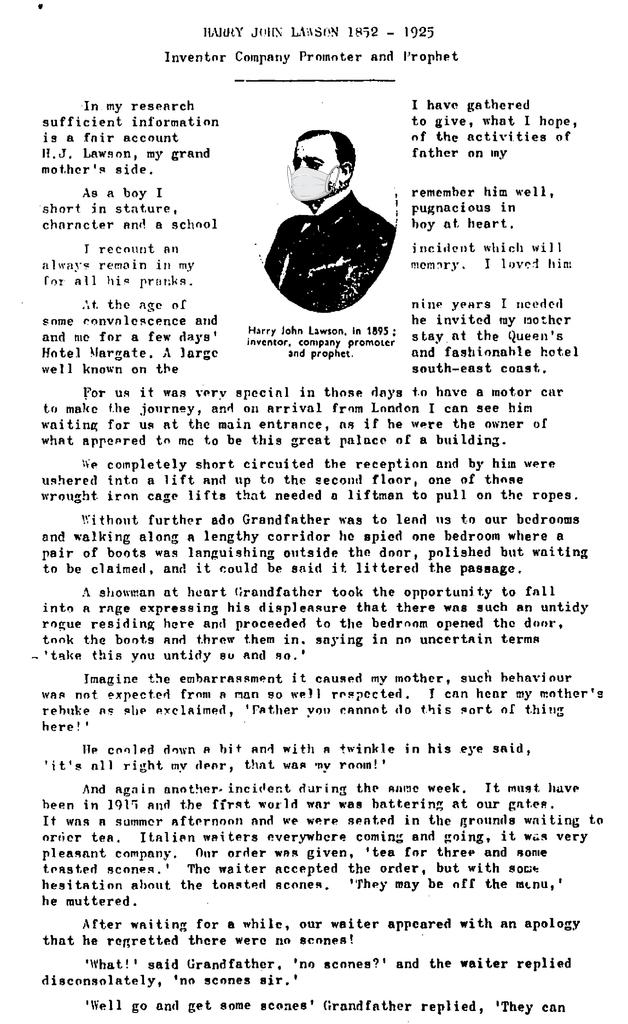 HARRY JOHN LAWSON 1852 - 1925
Inventor Company Promoter and Prophet
In my research I have gathered
sufficient information to give, what I hope,
is a fair account of the activities of
H.J. Lawson, my grand father on my
mother's side.
As a boy I remember him well,
short in stature, pugnacious in
character and a school boy at heart.
I recount an incident which will
always remain in my memory. I loved him
for all his pranks.
At the age of nine years I needed
some convalescence and he invited my mother
and me for a few days' stay at the Queen's
Hotel Margate. A large and fashionable hotel
well known on the south-east coast.
Harry John Lawson, in 1895;
inventor, company promoter
and prophet.
For us it was very special in those days to have a motor car
to make the journey, and on arrival from London I can see him
waiting for us at the main entrance, as if he were the owner of
what appeared to me to be this great palace of a building.
We completely short circuited the reception and by him were
ushered into a lift and up to the second floor, one of those
wrought iron cage lifts that needed a liftman to pull on the ropes.
Without further ado Grandfather was to lead us to our bedrooms
and walking along a lengthy corridor he spied one bedroom where a
pair of boots was languishing outside the door, polished but waiting
to be claimed, and it could be said it littered the passage.
A showman at heart Grandfather took the opportunity to fall
into a rage expressing his displeasure that there was such an untidy
rogue residing here and proceeded to the bedroom opened the door,
took the boots and threw them in, saying in no uncertain terms
- 'take this you untidy so and so.'
Imagine the embarrassment it caused my mother, such behaviour
was not expected from a man so well respected. I can hear my mother's
rebuke as she exclaimed, 'Father you cannot do this sort of thing
here!'
He cooled down a bit and with a twinkle in his eye said,
'it's all right my dear, that was my room!'
And again another incident during the same week. It must have
been in 1915 and the ffrst world war was battering at our gates.
It was a summer afternoon and we were seated in the grounds waiting to
order tea. Italian waiters everywhere coming and going, it was very
pleasant company. Our order was given, 'tea for three and some
toasted scones.' The waiter accepted the order, but with some
hesitation about the toasted scones. 'They may be off the menu,'
he muttered.
After waiting for a while, our waiter appeared with an apology
that he regretted there were no scones!
'What!' said Grandfather, 'no scones?' and the waiter replied
disconsolately, 'no scones sir.'
'Well go and get some scones' Grandfather replied, 'They can